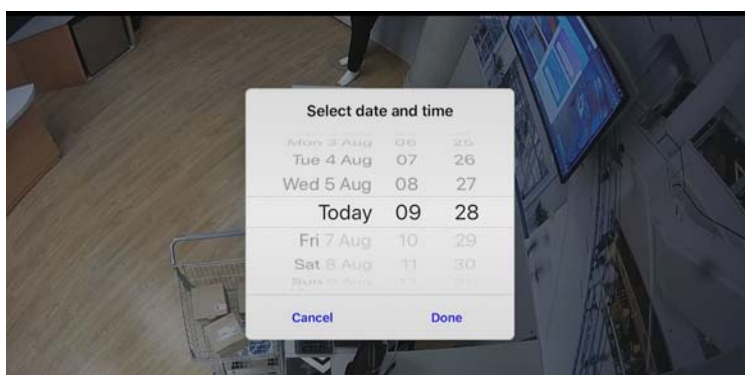 Select date and time
Mon 3 Aug 06 25
Tue 4 Aug 07 26
Wed 5 Aug 08 27
Today 09 28
Fri 7 Aug 10 29
Sat 8 Aug 11 30
Sun
Cancel Done